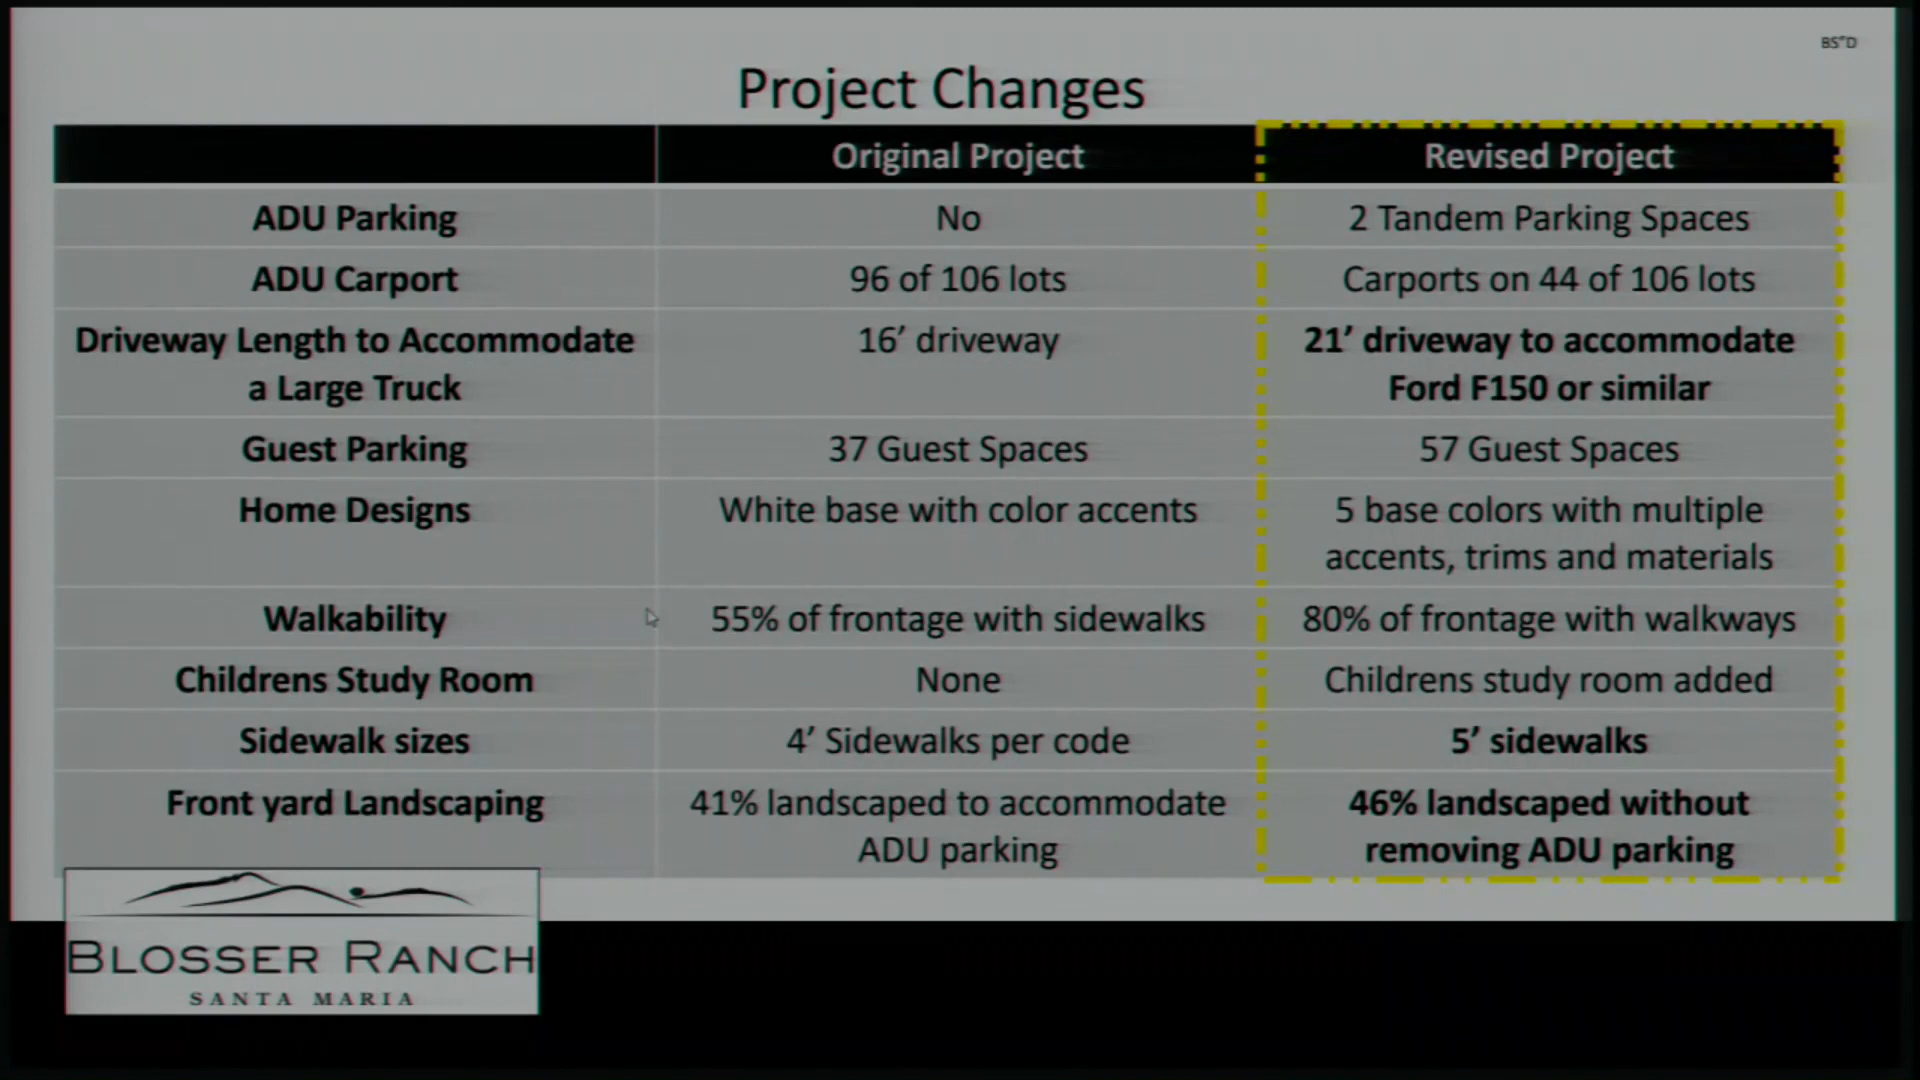 BS"D
Project Changes
Original Project
Revised Project
ADU Parking
No
2 Tandem Parking Spaces
ADU Carport
96 of 106 lots
Carports on 44 of 106 lots
Driveway Length to Accommodate
a Large Truck
16’ driveway
21’ driveway to accommodate
Ford F150 or similar
Guest Parking
37 Guest Spaces
57 Guest Spaces
Home Designs
White base with color accents
5 base colors with multiple
accents, trims and materials
Walkability
55% of frontage with sidewalks
80% of frontage with walkways
Childrens Study Room
None
Childrens study room added
Sidewalk sizes
4’ Sidewalks per code
5’ sidewalks
Front yard Landscaping
41% landscaped to accommodate
ADU parking
46% landscaped without
removing ADU parking
BLOSSER RANCH
SANTA MARIA